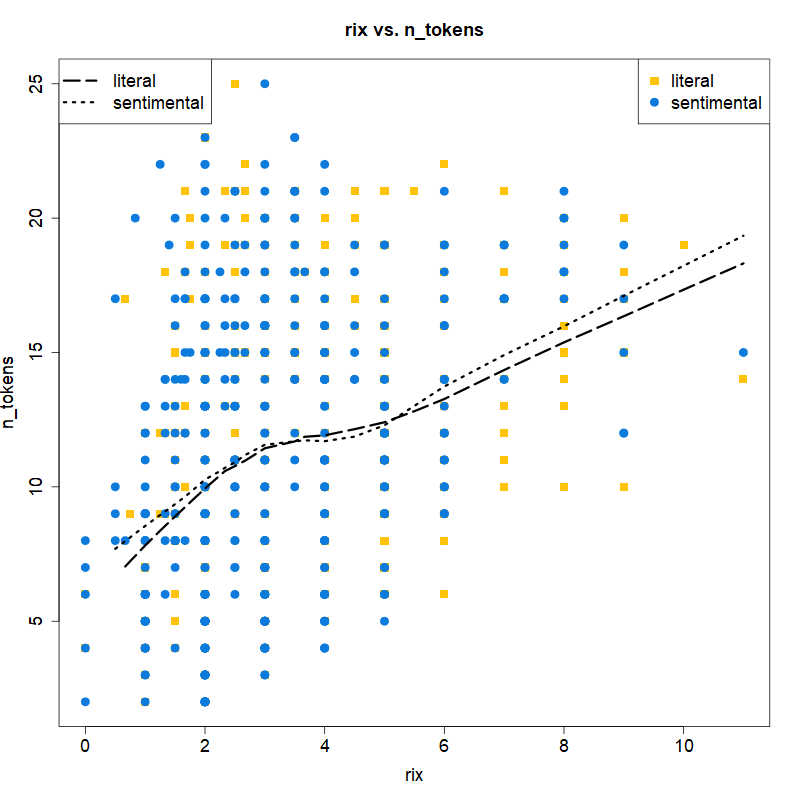 rix vs. n_tokens
literal
sentimental
literal
sentimental
n_tokens
25
20
15
10
5
0 2 4 6 8 10
rix